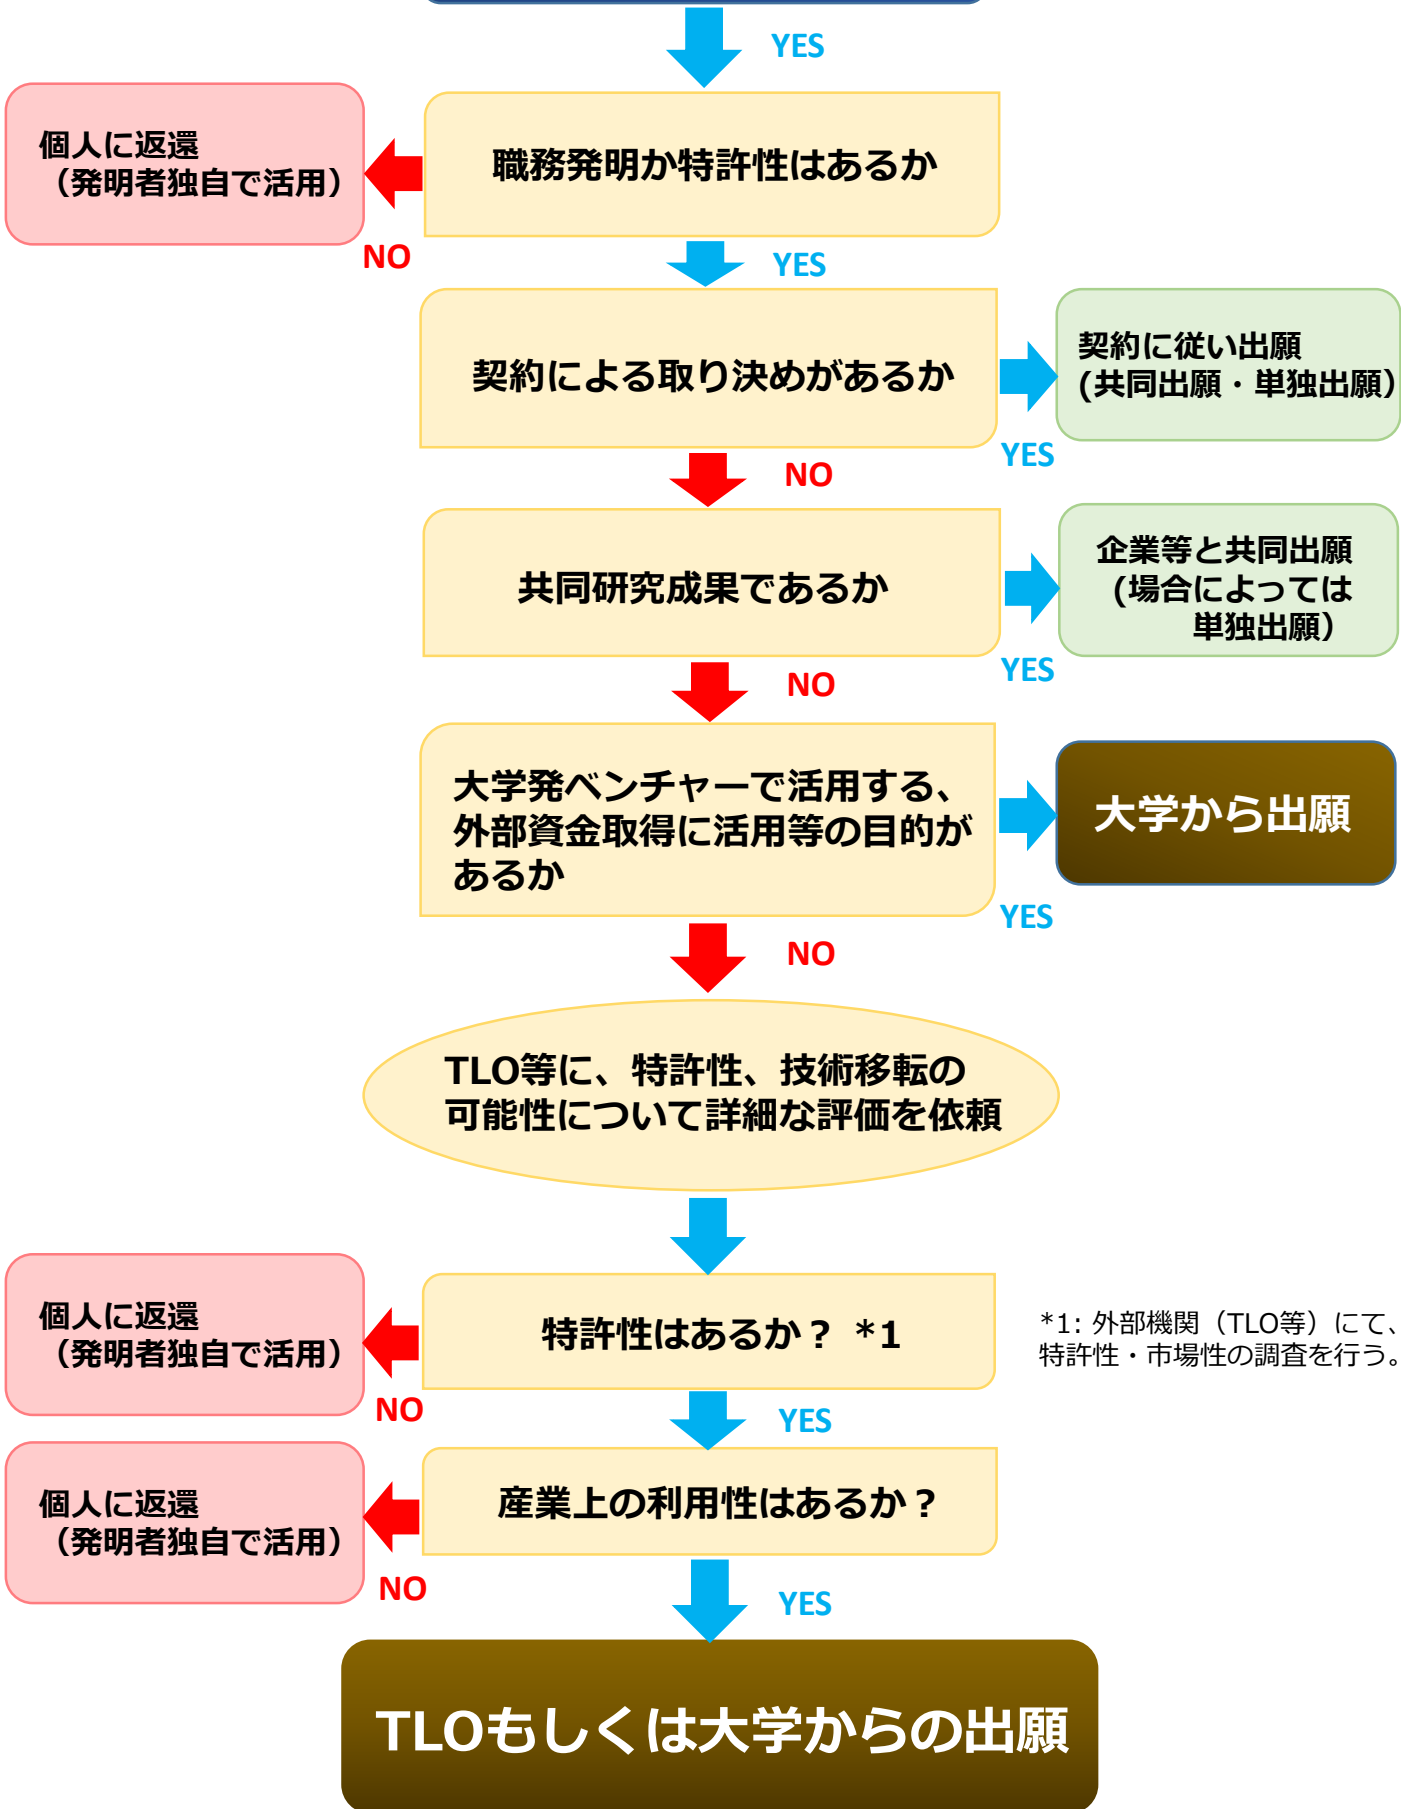 YES
職務発明か特許性はあるか
個人に返還
（発明者独自で活用）
NO
YES
契約による取り決めがあるか
契約に従い出願
(共同出願・単独出願）
YES
NO
共同研究成果であるか
企業等と共同出願
(場合によっては
単独出願）
YES
NO
大学発ベンチャーで活用する、
外部資金取得に活用等の目的が
あるか
大学から出願
YES
NO
TLO等に、特許性、技術移転の
可能性について詳細な評価を依頼
特許性はあるか？ *1
個人に返還
（発明者独自で活用）
NO
*1: 外部機関（TLO等）にて、
特許性・市場性の調査を行う。
YES
産業上の利用性はあるか？
個人に返還
（発明者独自で活用）
NO
YES
TLOもしくは大学からの出願